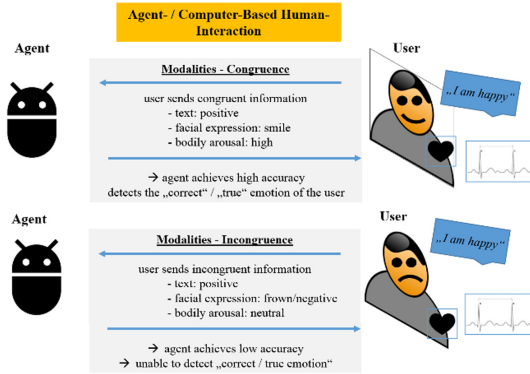 Agent- / Computer-Based Human-
Interaction
Agent
User
Modalities - Congruence
„I am happy“
user sends congruent information
- text: positive
- facial expression: smile
- bodily arousal: high
→ agent achieves high accuracy
detects the „correct“ / „true“ emotion of the user
Agent
User
Modalities - Incongruence
„I am happy“
user sends incongruent information
- text: positive
- facial expression: frown/negative
- bodily arousal: neutral
→ agent achieves low accuracy
→ unable to detect „correct / true emotion“